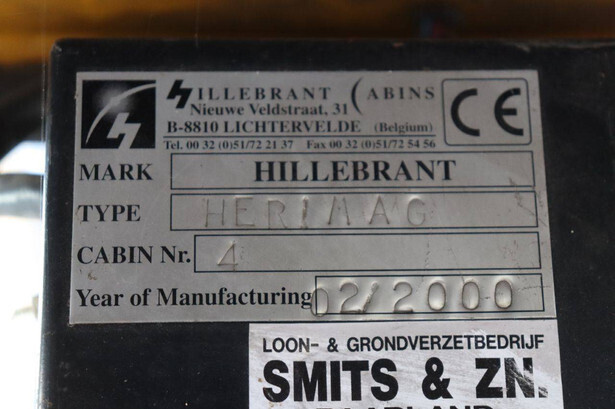 HILLEBRANT CABINS
Nieuwe Veldstraat, 31
B-8810 LICHTERVELDE (Belgium)
Tel. 00 32 (0)51/72 21 37 Fax 00 32 (0)51/72 54 56
CE
MARK HILLEBRANT
TYPE HERIMAG
CABIN Nr. 4
Year of Manufacturing 02/2000
LOON- & GRONDVERZETBEDRIJF
SMITS & ZN.